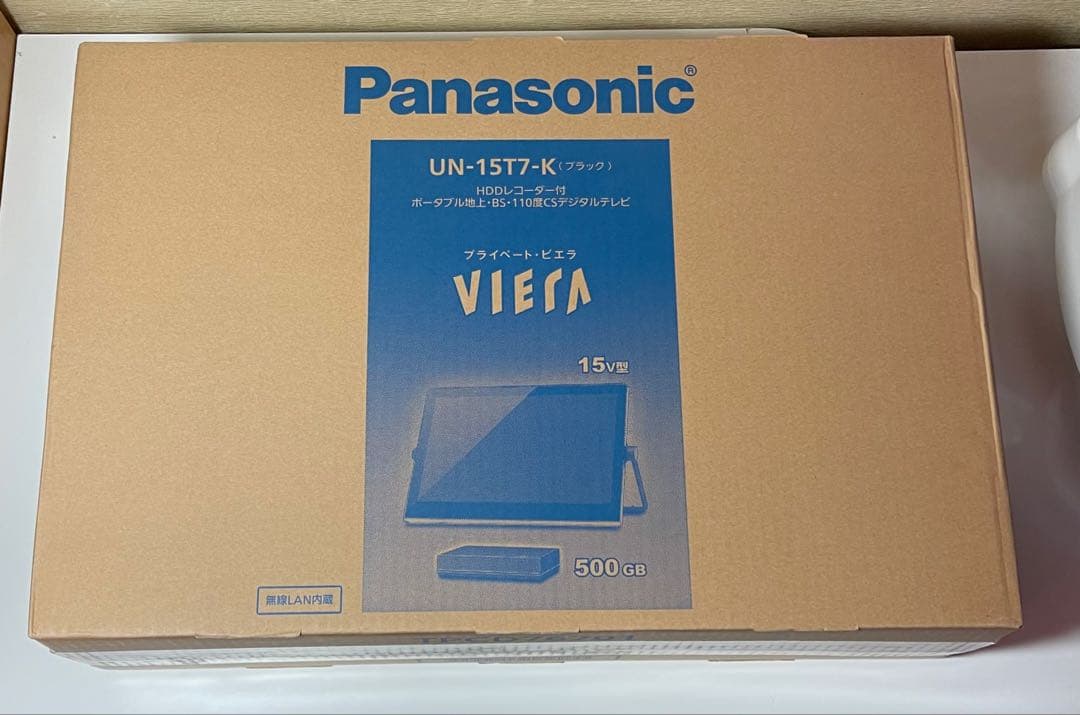 Panasonic®
UN-15T7-K(ブラック)
HDDレコーダー付
ポータブル地上・BS・110度CSデジタルテレビ
プライベート・ビエラ
VIERA
15V型
500GB
無線LAN内蔵